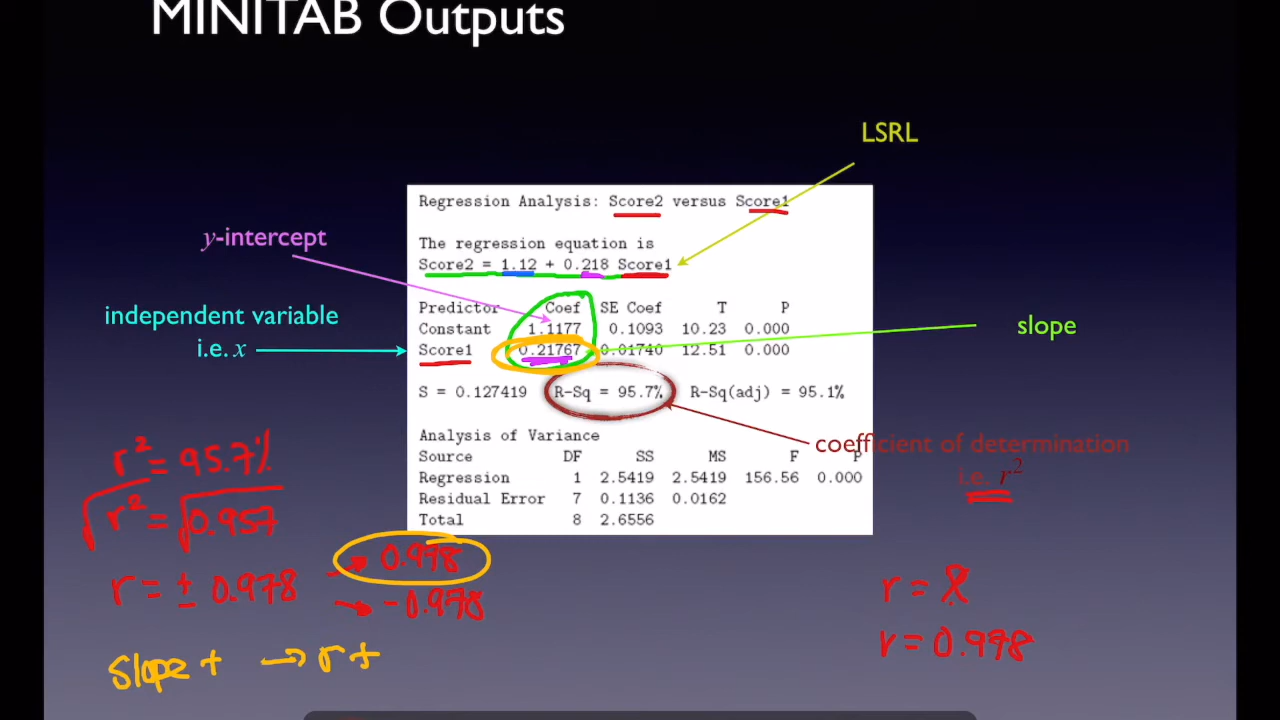 MINITAB Outputs
LSRL
Regression Analysis: Score2 versus Score1
y-intercept
The regression equation is
Score2 = 1.12 + 0.218 Score1
Predictor Coef SE Coef T P
Constant 1.1177 0.1093 10.23 0.000
Score1 0.21767 0.01740 12.51 0.000
independent variable
i.e. x
slope
S = 0.127419 R-Sq = 95.7% R-Sq(adj) = 95.1%
coefficient of determination
i.e. r²
Analysis of Variance
Source DF SS MS F P
Regression 1 2.5419 2.5419 156.56 0.000
Residual Error 7 0.1136 0.0162
Total 8 2.6556
r² = 95.7%
√r² = √0.957
r = ± 0.978 → 0.978
→ -0.978
slope + → r +
r =
r = 0.978